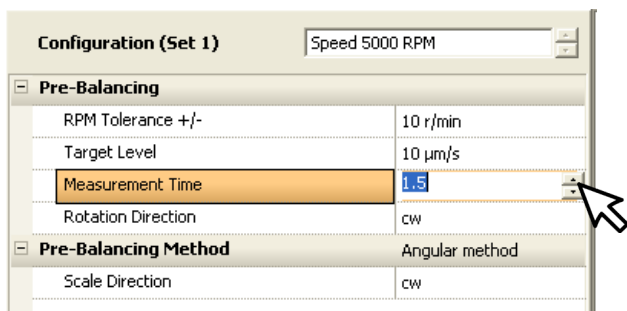 Configuration (Set 1) Speed 5000 RPM
Pre-Balancing
RPM Tolerance +/- 10 r/min
Target Level 10 µm/s
Measurement Time 1.5
Rotation Direction cw
Pre-Balancing Method Angular method
Scale Direction cw